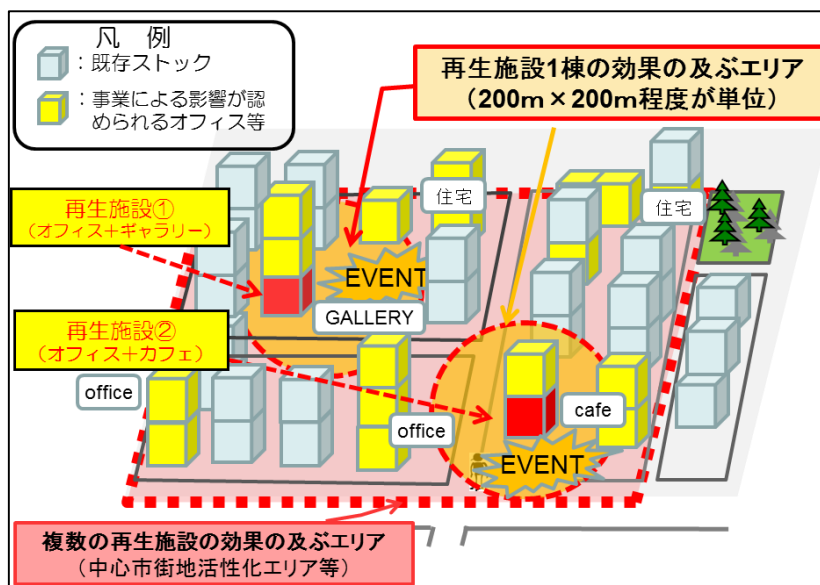 凡　例
：既存ストック
：事業による影響が認
められるオフィス等
再生施設1棟の効果の及ぶエリア
（200m×200m程度が単位）
再生施設①
（オフィス＋ギャラリー）
住宅
住宅
EVENT
GALLERY
再生施設②
（オフィス＋カフェ）
office
office
cafe
EVENT
複数の再生施設の効果の及ぶエリア
（中心市街地活性化エリア等）